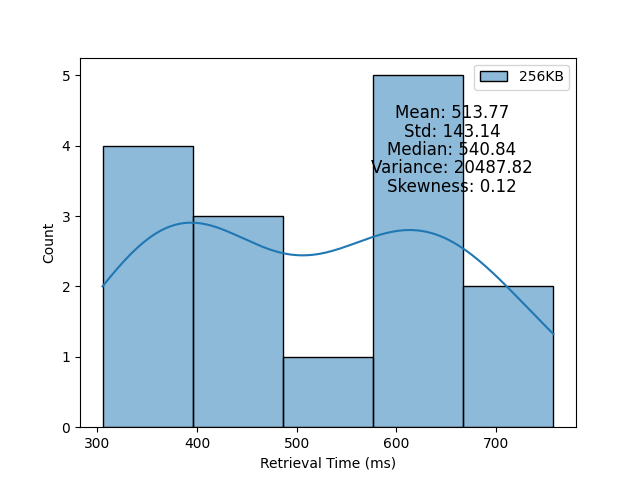 256KB
Mean: 513.77
Std: 143.14
Median: 540.84
Variance: 20487.82
Skewness: 0.12
Count
5
4
3
2
1
0
300 400 500 600 700
Retrieval Time (ms)